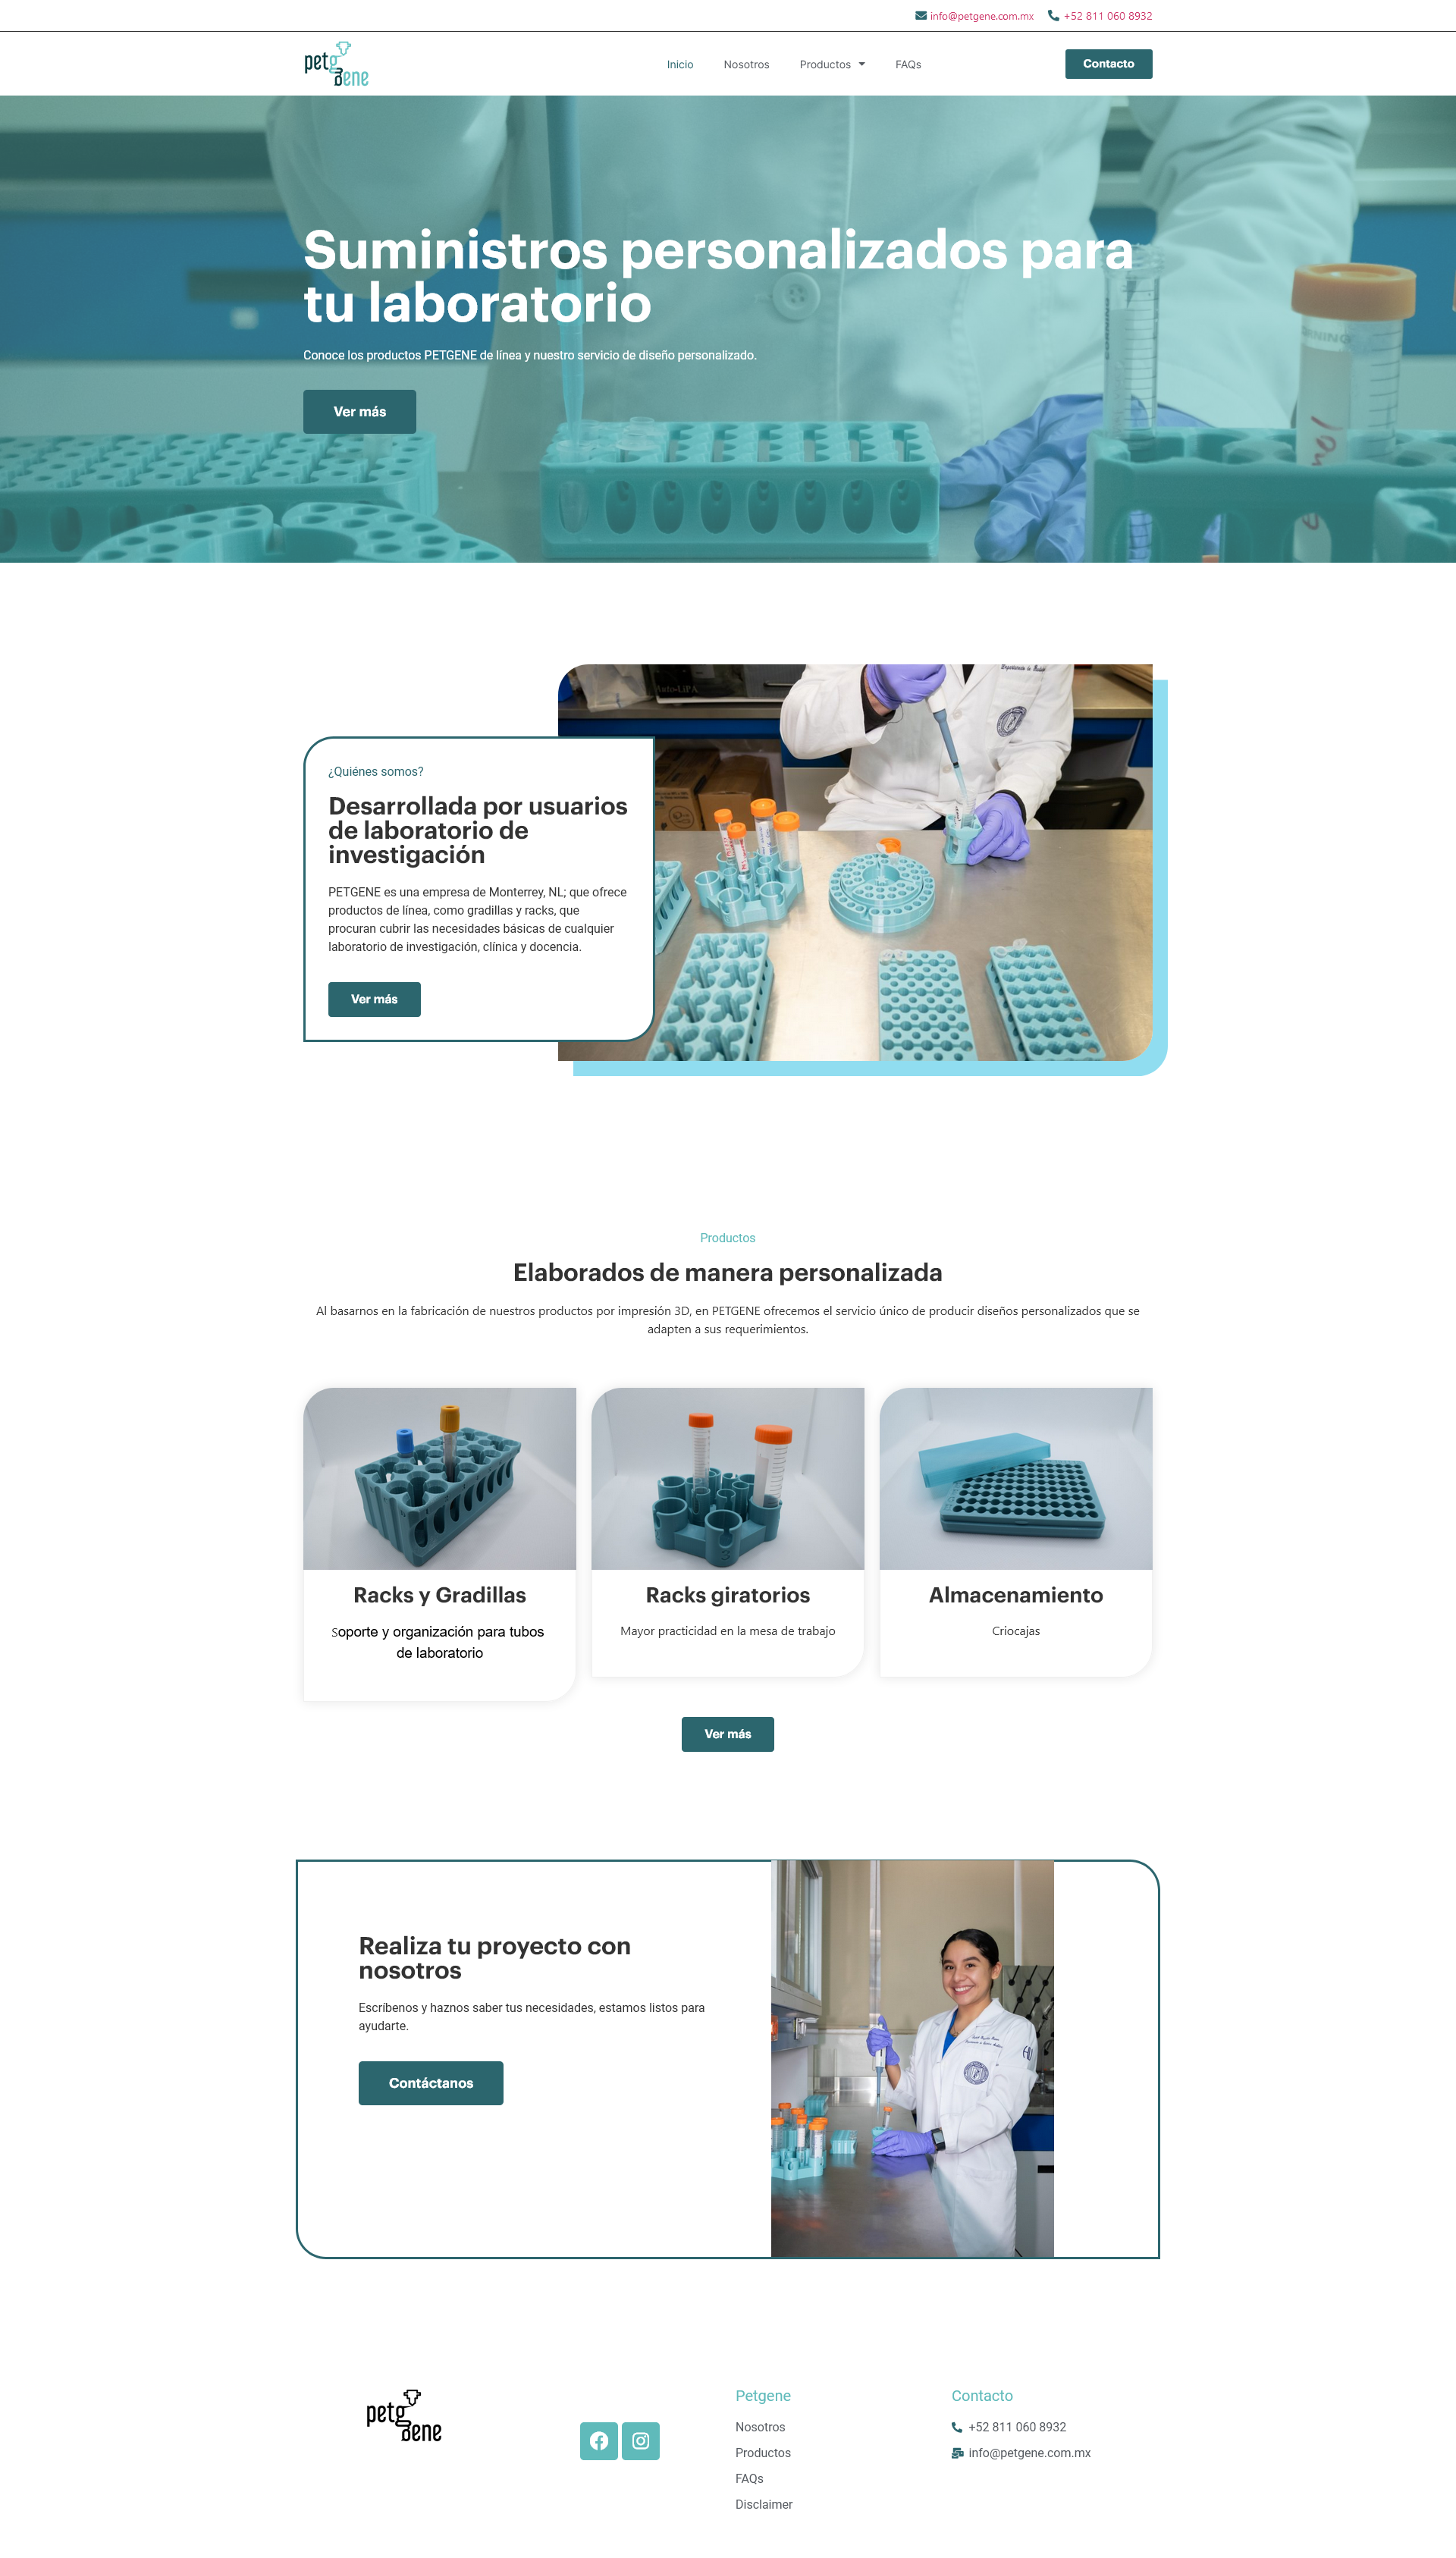 info@petgene.com.mx +52 811 060 8932
petgene
Inicio Nosotros Productos FAQs
Contacto
Suministros personalizados para
tu laboratorio
Conoce los productos PETGENE de línea y nuestro servicio de diseño personalizado.
Ver más
Auto-LiPA
¿Quiénes somos?
Desarrollada por usuarios
de laboratorio de
investigación
PETGENE es una empresa de Monterrey, NL; que ofrece
productos de línea, como gradillas y racks, que
procuran cubrir las necesidades básicas de cualquier
laboratorio de investigación, clínica y docencia.
Ver más
Productos
Elaborados de manera personalizada
Al basarnos en la fabricación de nuestros productos por impresión 3D, en PETGENE ofrecemos el servicio único de producir diseños personalizados que se
adapten a sus requerimientos.
Racks y Gradillas
Soporte y organización para tubos
de laboratorio
Racks giratorios
Mayor practicidad en la mesa de trabajo
Almacenamiento
Criocajas
Ver más
Realiza tu proyecto con
nosotros
Escríbenos y haznos saber tus necesidades, estamos listos para
ayudarte.
Contáctanos
petgene
Petgene
Nosotros
Productos
FAQs
Disclaimer
Contacto
+52 811 060 8932
info@petgene.com.mx